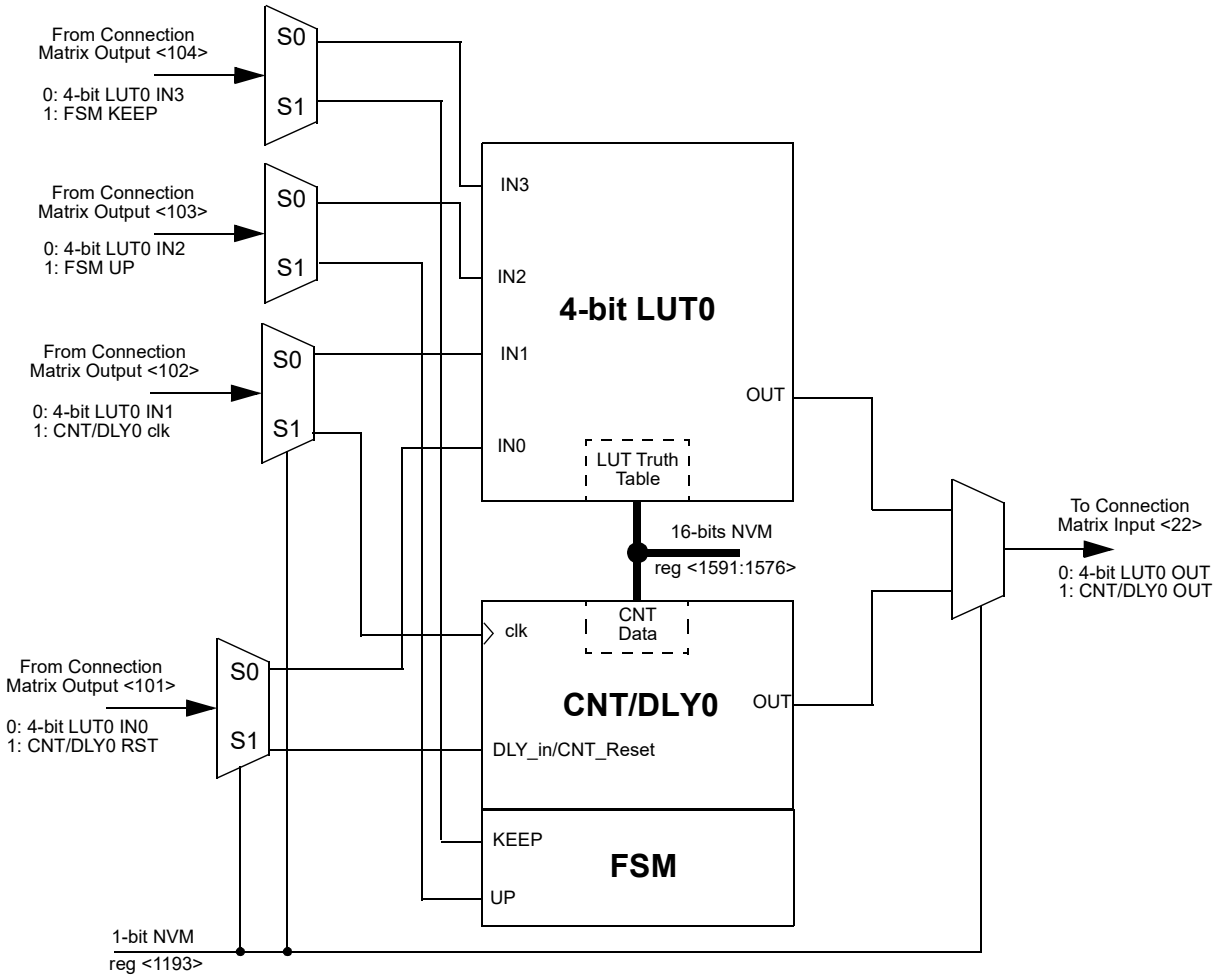 From Connection
Matrix Output <104>
0: 4-bit LUT0 IN3
1: FSM KEEP
S0
S1
From Connection
Matrix Output <103>
0: 4-bit LUT0 IN2
1: FSM UP
S0
S1
From Connection
Matrix Output <102>
0: 4-bit LUT0 IN1
1: CNT/DLY0 clk
S0
S1
From Connection
Matrix Output <101>
0: 4-bit LUT0 IN0
1: CNT/DLY0 RST
S0
S1
IN3
IN2
IN1
IN0
4-bit LUT0
OUT
LUT Truth
Table
16-bits NVM
reg <1591:1576>
CNT
Data
clk
CNT/DLY0
OUT
DLY_in/CNT_Reset
KEEP
FSM
UP
To Connection
Matrix Input <22>
0: 4-bit LUT0 OUT
1: CNT/DLY0 OUT
1-bit NVM
reg <1193>